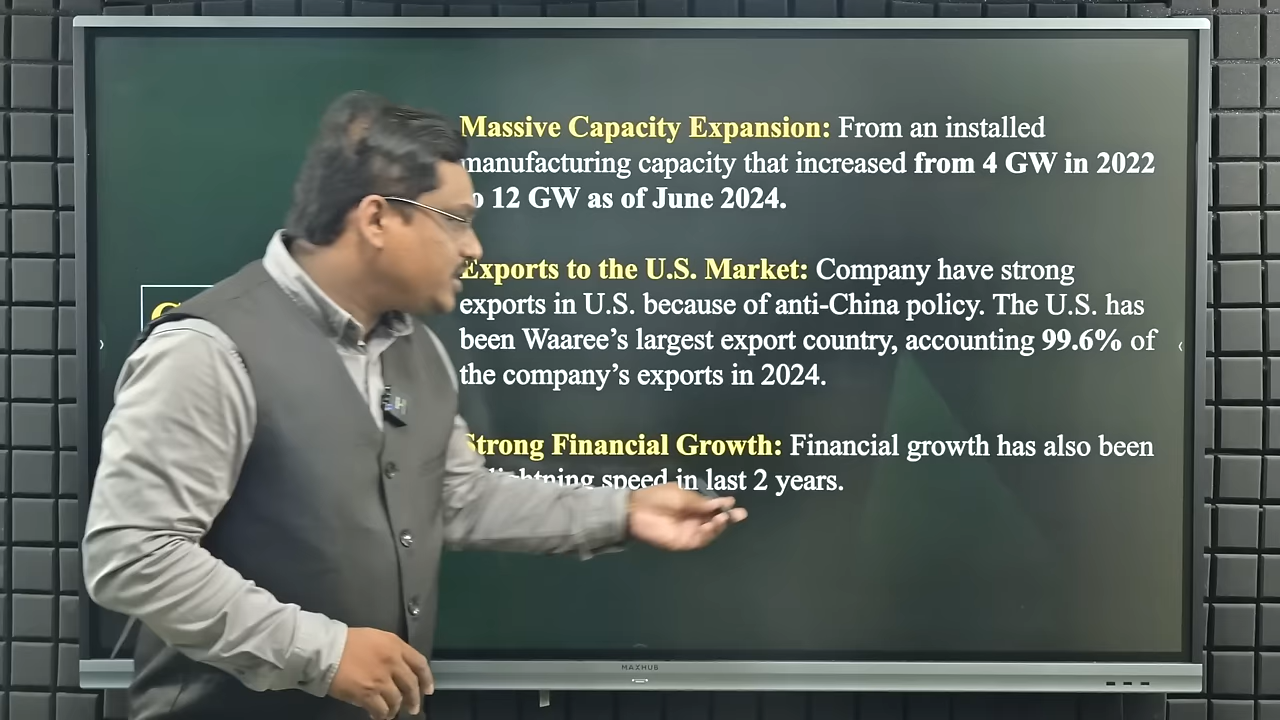 Massive Capacity Expansion: From an installed
manufacturing capacity that increased from 4 GW in 2022
12 GW as of June 2024.
Exports to the U.S. Market: Company have strong
exports in U.S. because of anti-China policy. The U.S. has
been Waaree's largest export country, accounting 99.6% of
the company's exports in 2024.
Strong Financial Growth: Financial growth has also been
lightning speed in last 2 years.
MAXHUB